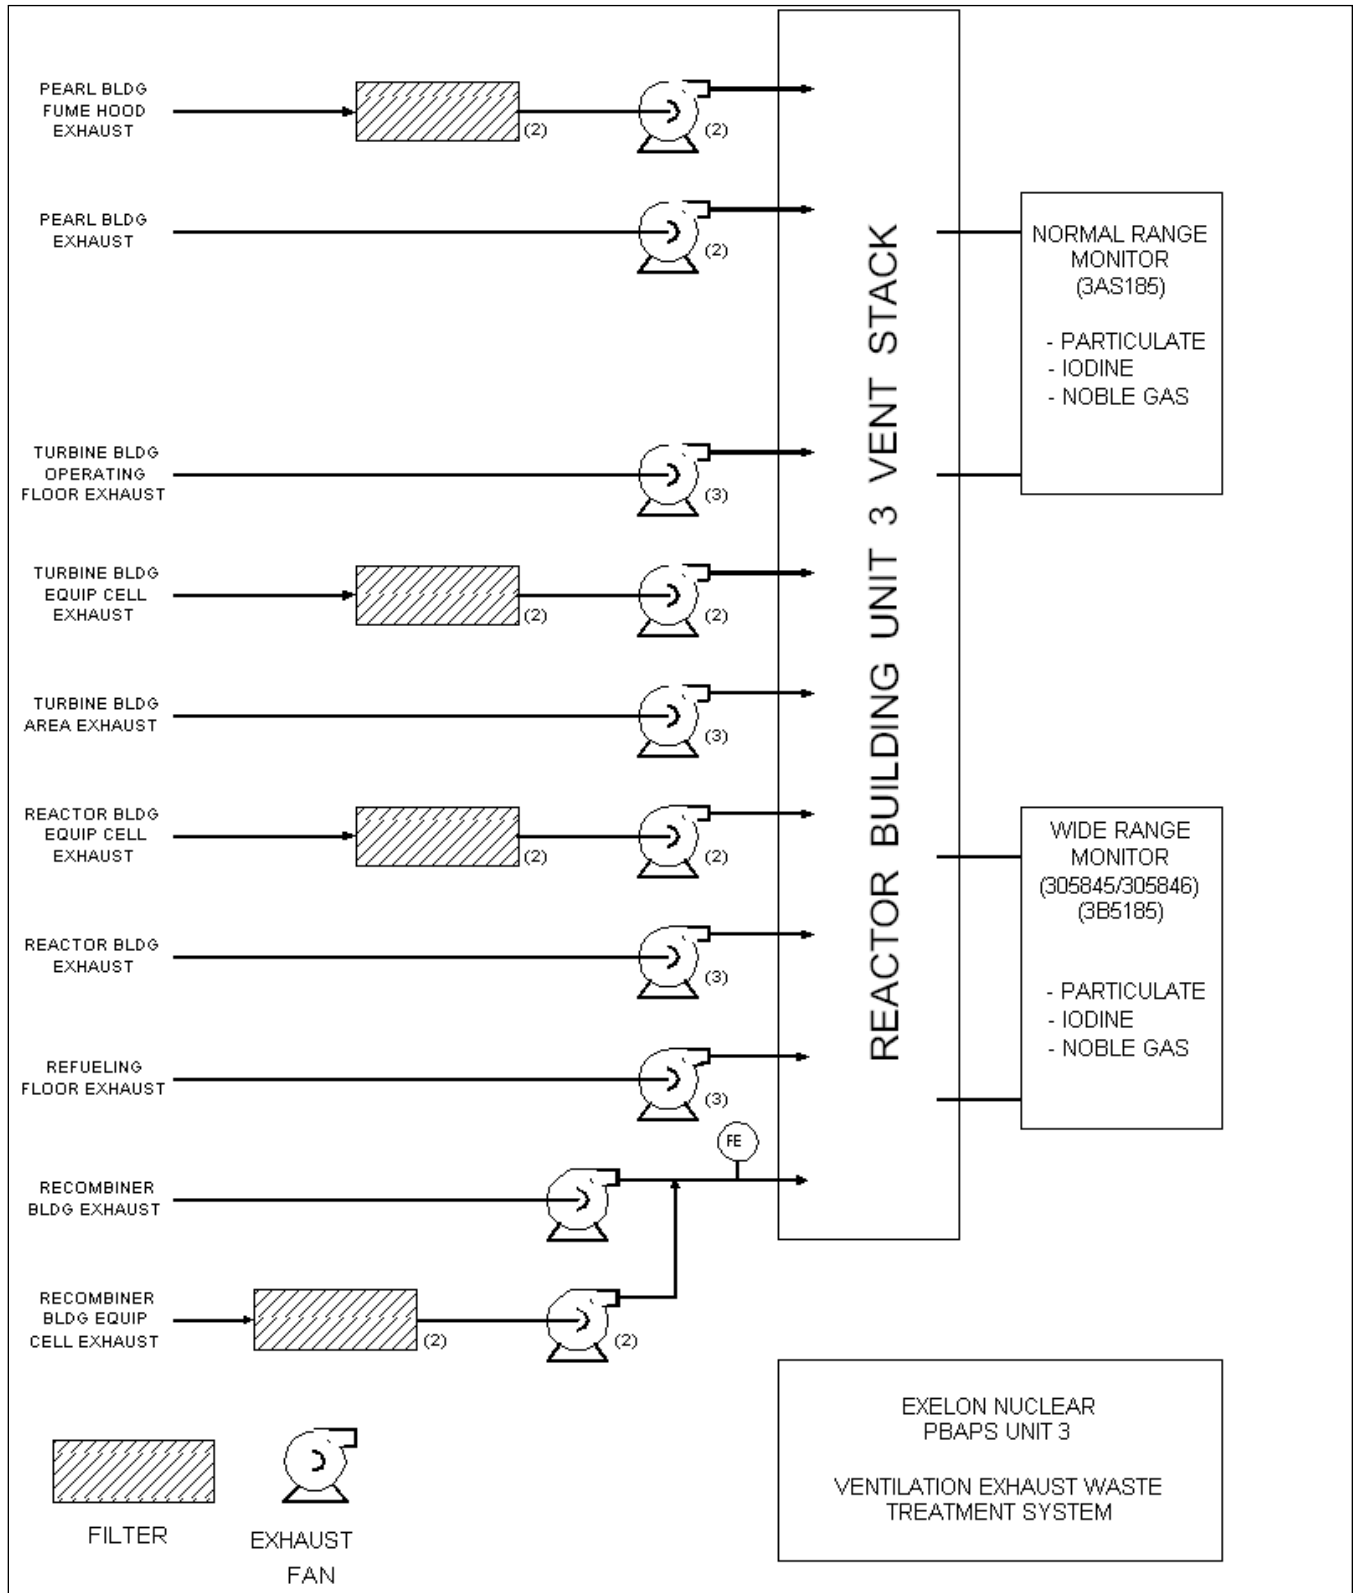 PEARL BLDG
FUME HOOD
EXHAUST
(2)
(2)
PEARL BLDG
EXHAUST
(2)
TURBINE BLDG
OPERATING
FLOOR EXHAUST
(3)
TURBINE BLDG
EQUIP CELL
EXHAUST
(2)
(2)
TURBINE BLDG
AREA EXHAUST
(3)
REACTOR BLDG
EQUIP CELL
EXHAUST
(2)
(2)
REACTOR BLDG
EXHAUST
(3)
REFUELING
FLOOR EXHAUST
(3)
FE
RECOMBINER
BLDG EXHAUST
RECOMBINER
BLDG EQUIP
CELL EXHAUST
(2)
(2)
REACTOR BUILDING UNIT 3 VENT STACK
NORMAL RANGE
MONITOR
(3AS185)
- PARTICULATE
- IODINE
- NOBLE GAS
WIDE RANGE
MONITOR
(305845/305846)
(3B5185)
- PARTICULATE
- IODINE
- NOBLE GAS
FILTER
EXHAUST
FAN
EXELON NUCLEAR
PBAPS UNIT 3
VENTILATION EXHAUST WASTE
TREATMENT SYSTEM